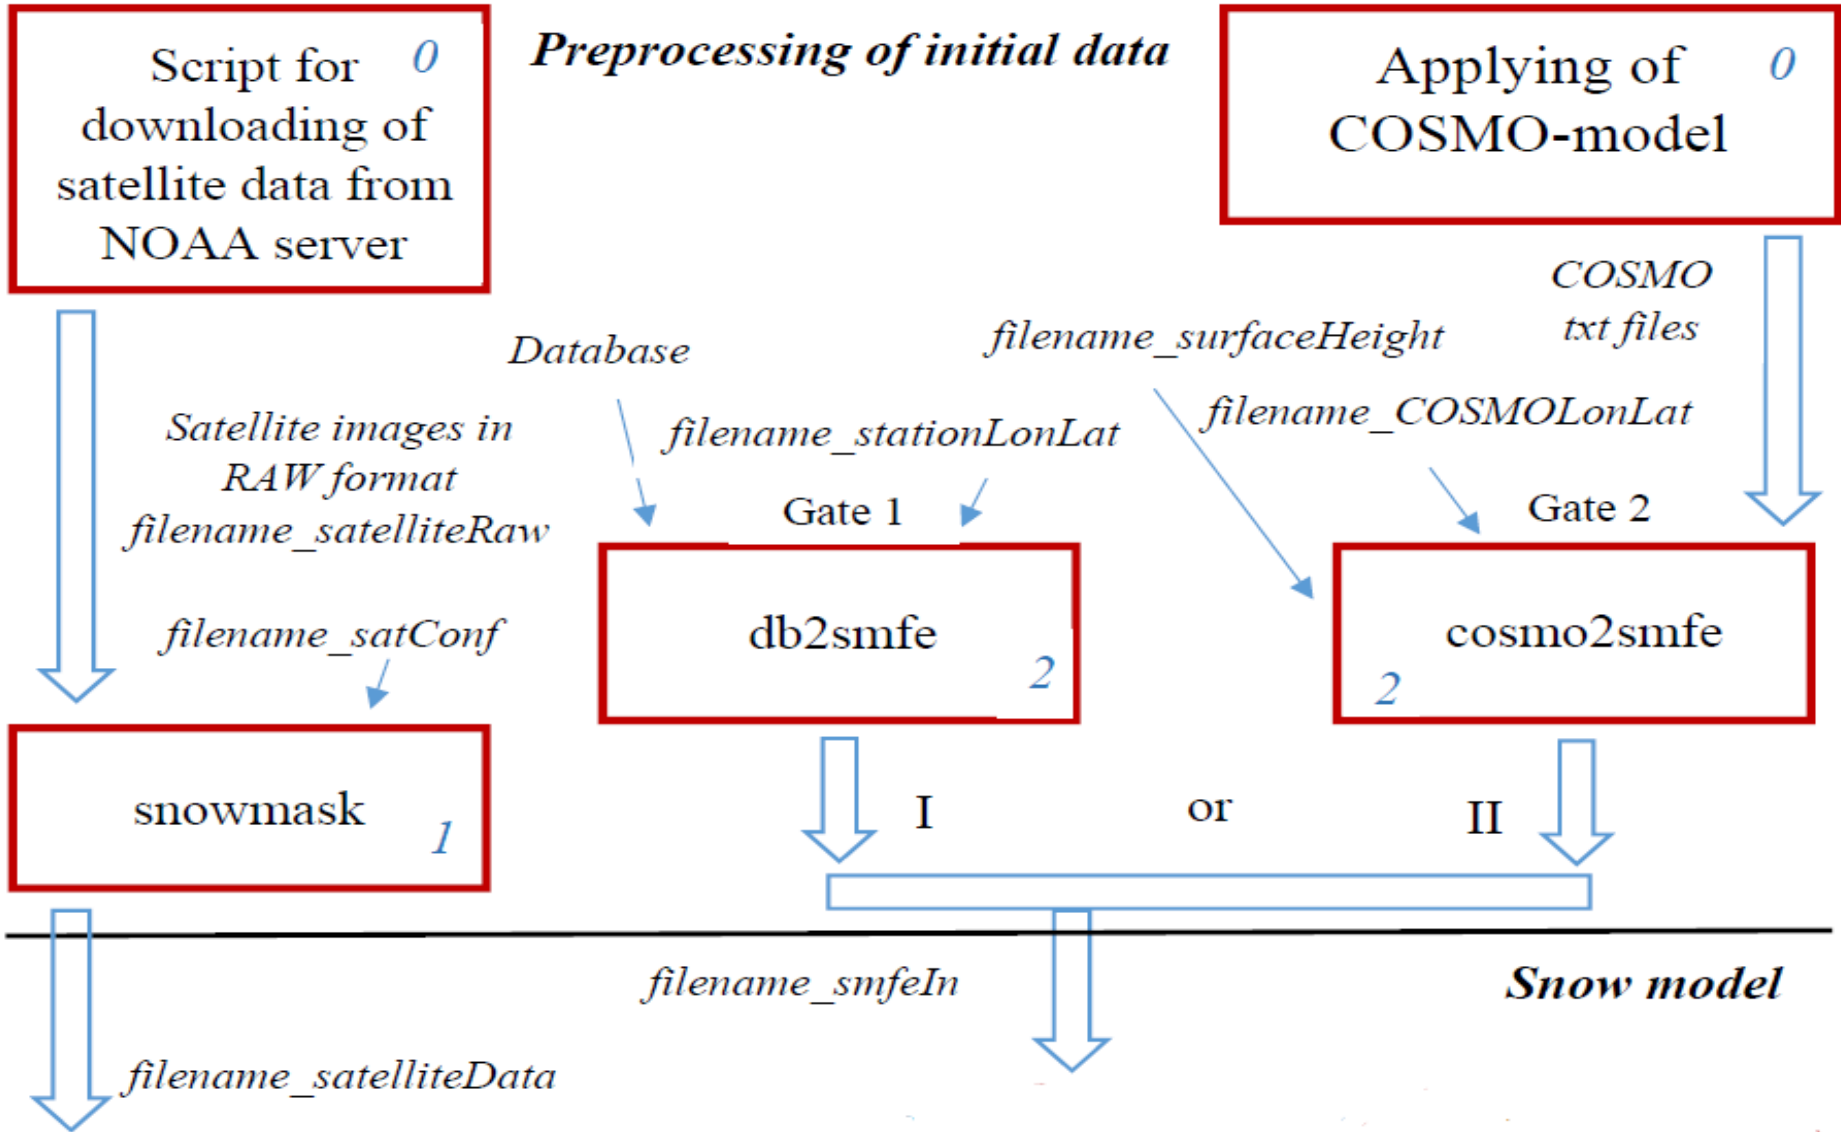 Script for 0
downloading of
satellite data from
NOAA server
Preprocessing of initial data
Applying of 0
COSMO-model
COSMO
txt files
Database
filename_surfaceHeight
Satellite images in
RAW format
filename_satelliteRaw
filename_stationLonLat
filename_COSMOLonLat
Gate 1
Gate 2
filename_satConf
db2smfe
2
cosmo2smfe
2
snowmask
1
I or II
filename_smfeIn
Snow model
filename_satelliteData